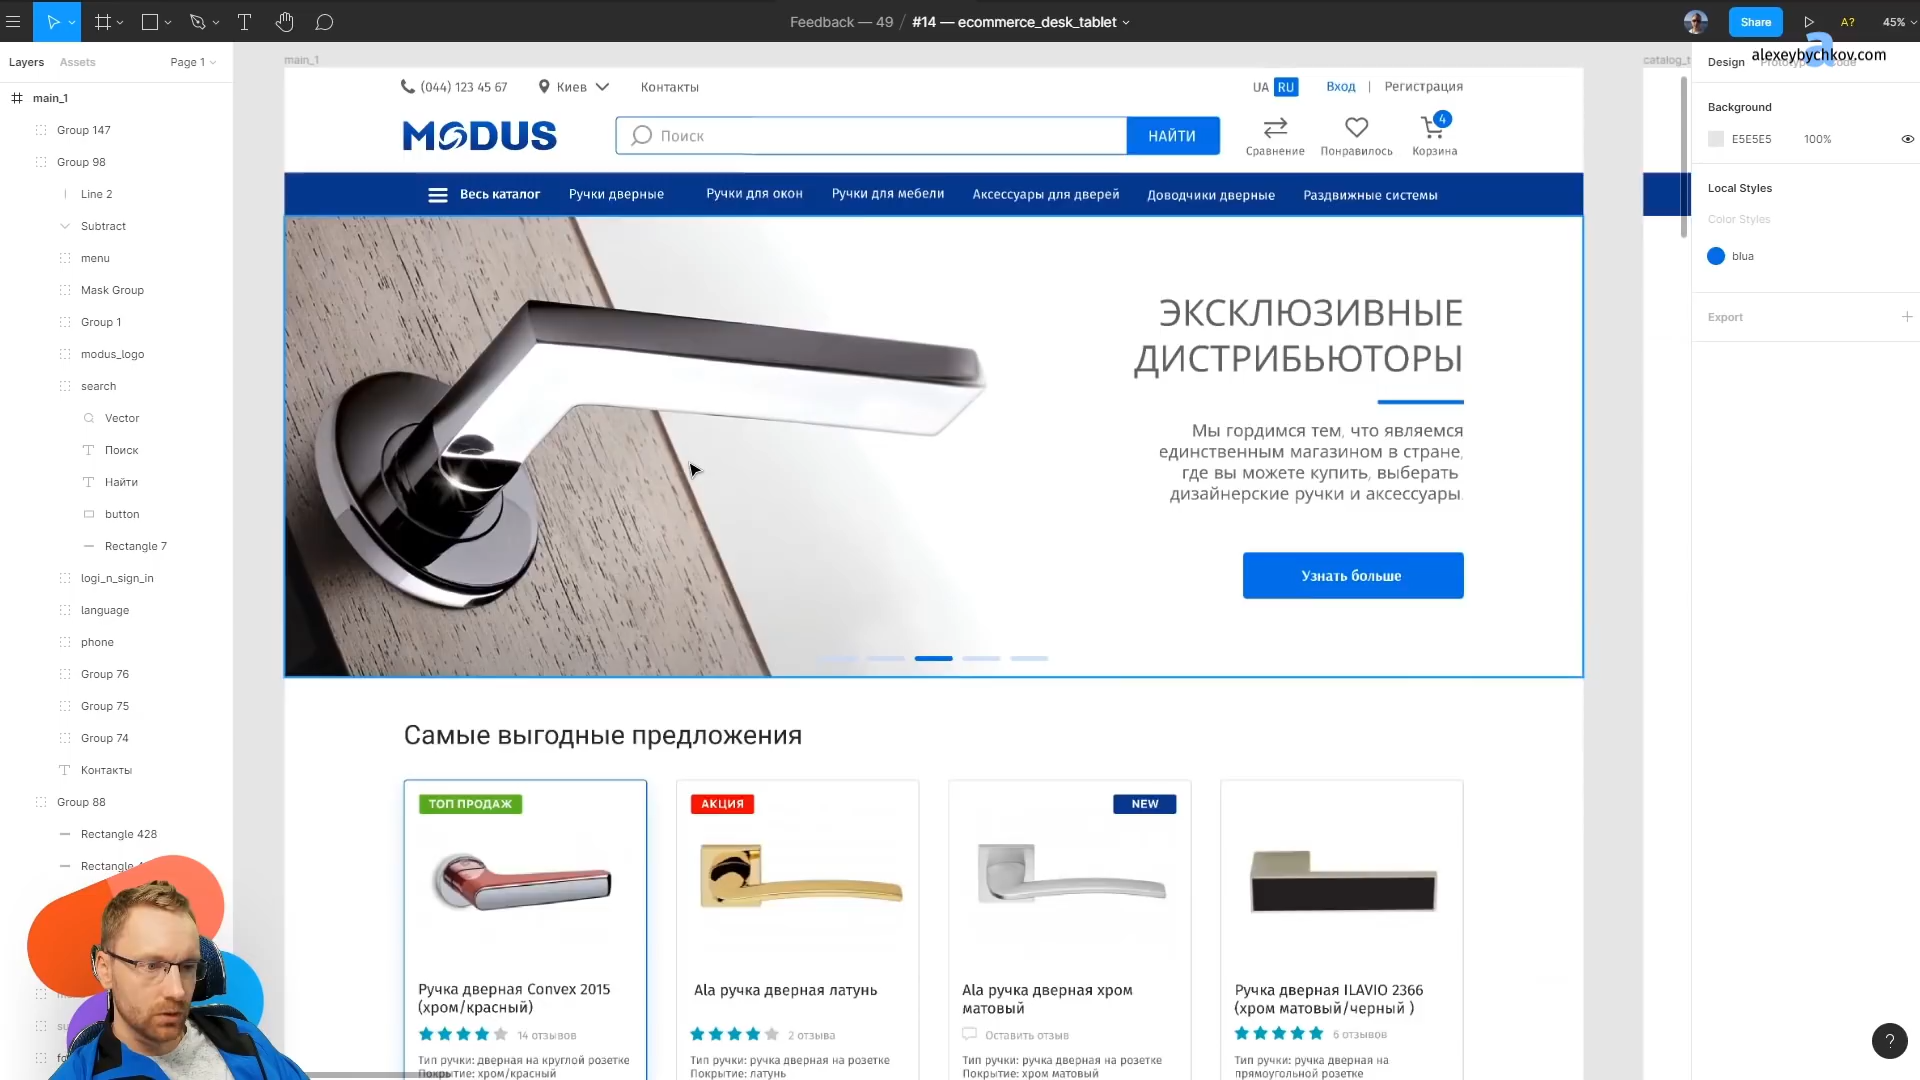 Feedback — 49 / #14 — ecommerce_desk_tablet
Share
A?
45%
alexeybychkov.com
Layers
Assets
Page 1
main_1
Group 147
Group 98
Line 2
Subtract
menu
Mask Group
Group 1
modus_logo
search
Vector
Поиск
Найти
button
Rectangle 7
logi_n_sign_in
language
phone
Group 76
Group 75
Group 74
Контакты
Group 88
Rectangle 428
Rectangle
main_1
catalog_t
(044) 123 45 67
Киев
Контакты
UA RU
Вход | Регистрация
MODUS
Поиск
НАЙТИ
4
Сравнение
Понравилось
Корзина
Весь каталог
Ручки дверные
Ручки для окон
Ручки для мебели
Аксессуары для дверей
Доводчики дверные
Раздвижные системы
ЭКСКЛЮЗИВНЫЕ
ДИСТРИБЬЮТОРЫ
Мы гордимся тем, что являемся
единственным магазином в стране,
где вы можете купить, выберать
дизайнерские ручки и аксессуары.
Узнать больше
Самые выгодные предложения
ТОП ПРОДАЖ
Ручка дверная Convex 2015
(хром/красный)
14 отзывов
Тип ручки: дверная на круглой розетке
Покрытие: хром/красный
АКЦИЯ
Ala ручка дверная латунь
2 отзыва
Тип ручки: ручка дверная на розетке
Покрытие: латунь
NEW
Ala ручка дверная хром
матовый
Оставить отзыв
Тип ручки: ручка дверная на розетке
Покрытие: хром матовый
Ручка дверная ILAVIO 2366
(хром матовый/черный )
6 отзывов
Тип ручки: ручка дверная на
прямоугольной розетке
Design
Background
E5E5E5
100%
Local Styles
Color Styles
blua
Export
?